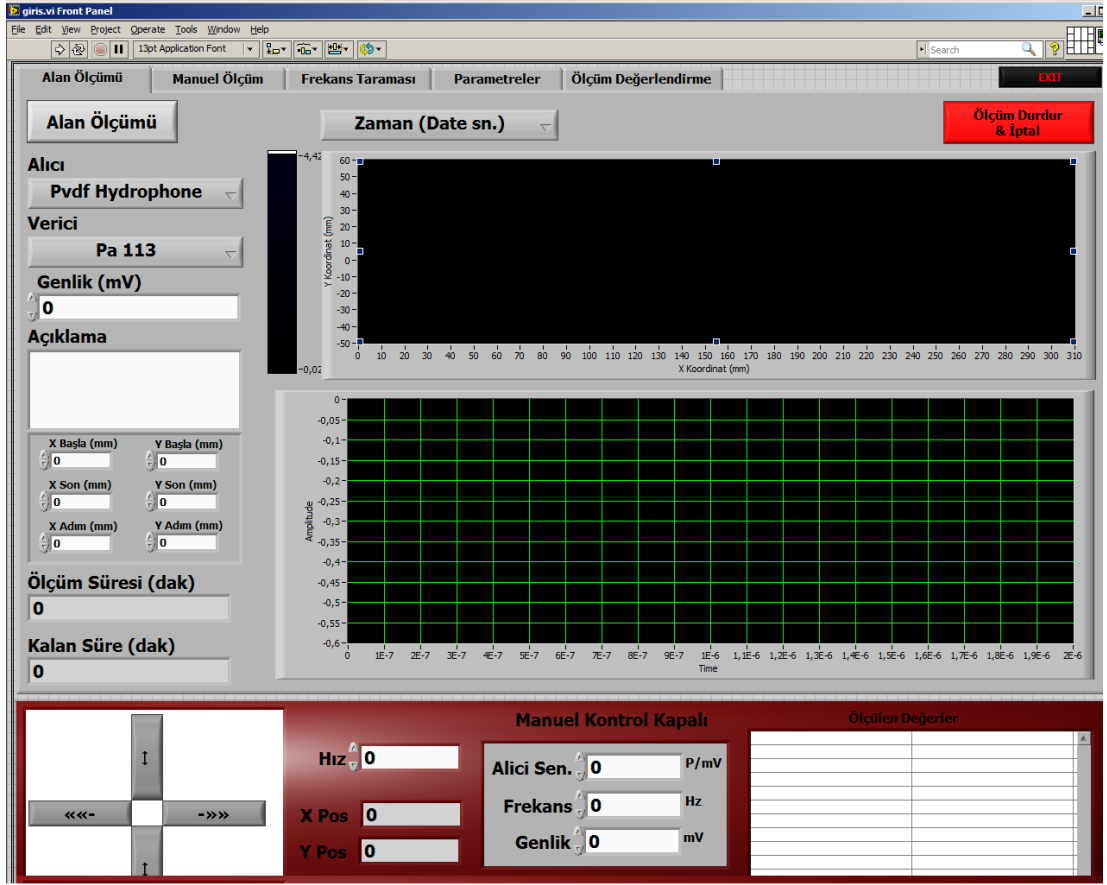 giris.vi Front Panel
File Edit View Project Operate Tools Window Help
13pt Application Font
Search
Alan Ölçümü Manuel Ölçüm Frekans Taraması Parametreler Ölçüm Değerlendirme EXIT
Alan Ölçümü
Zaman (Date sn.)
Ölçüm Durdur
& İptal
Alıcı
Pvdf Hydrophone
Verici
Pa 113
Genlik (mV)
0
Açıklama
X Başla (mm) Y Başla (mm)
0 0
X Son (mm) Y Son (mm)
0 0
X Adım (mm) Y Adım (mm)
0 0
Ölçüm Süresi (dak)
0
Kalan Süre (dak)
0
-4,42
-0,02
Y Koordinat (mm)
60
50
40
30
20
10
0
-10
-20
-30
-40
-50
0 10 20 30 40 50 60 70 80 90 100 110 120 130 140 150 160 170 180 190 200 210 220 230 240 250 260 270 280 290 300 310
X Koordinat (mm)
Amplitude
0
-0,05
-0,1
-0,15
-0,2
-0,25
-0,3
-0,35
-0,4
-0,45
-0,5
-0,55
-0,6
0 1E-7 2E-7 3E-7 4E-7 5E-7 6E-7 7E-7 8E-7 9E-7 1E-6 1,1E-6 1,2E-6 1,3E-6 1,4E-6 1,5E-6 1,6E-6 1,7E-6 1,8E-6 1,9E-6 2E-6
Time
««- -»»
Hız 0
X Pos 0
Y Pos 0
Manuel Kontrol Kapalı
Alici Sen. 0 P/mV
Frekans 0 Hz
Genlik 0 mV
Ölçülen Değerler